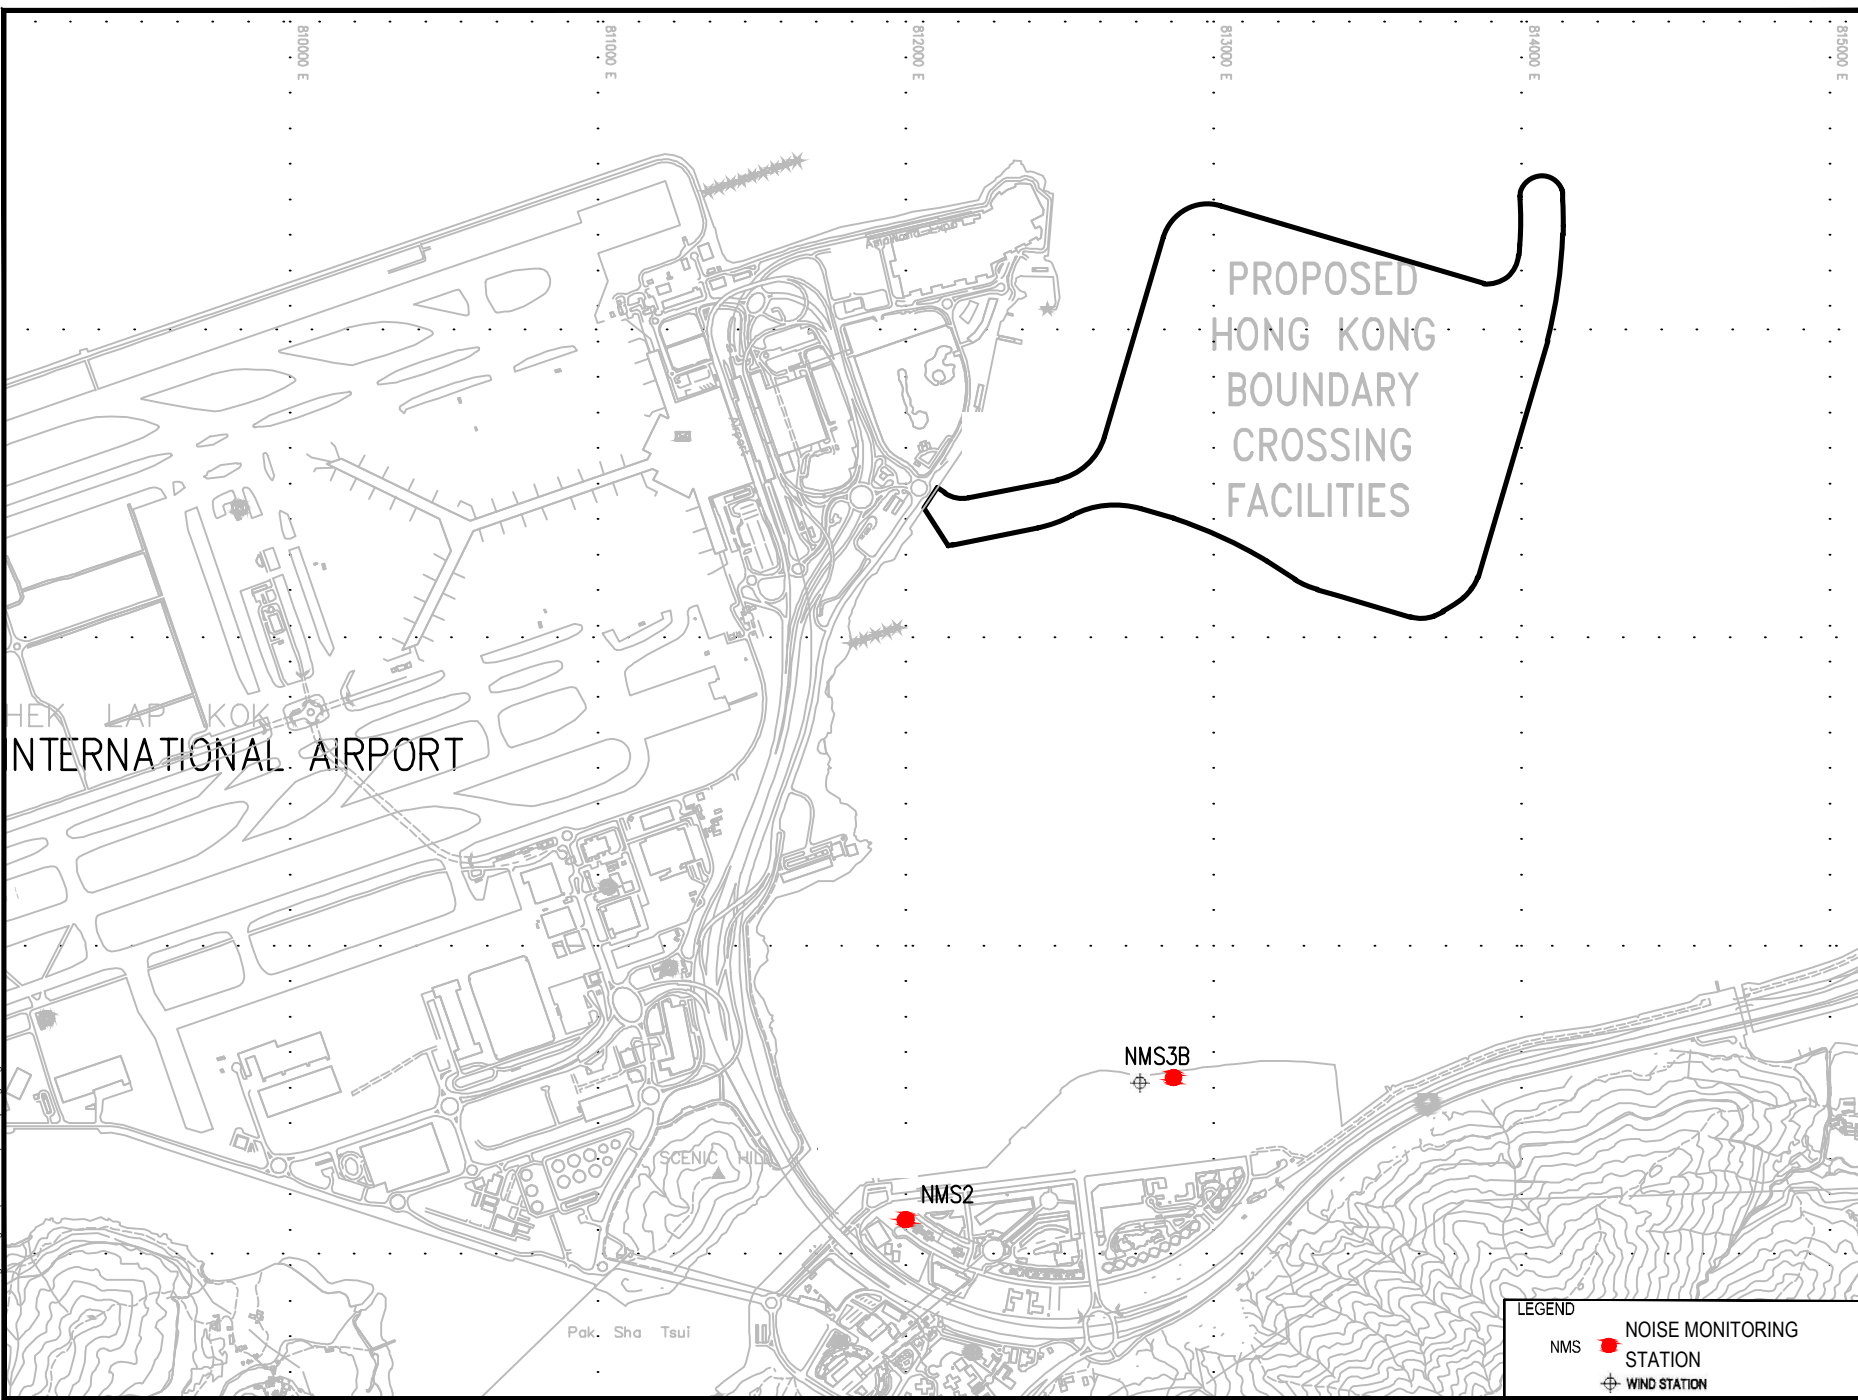 810000 E
811000 E
812000 E
813000 E
814000 E
815000 E
PROPOSED
HONG KONG
BOUNDARY
CROSSING
FACILITIES
Airport
HEK LAP KOK
INTERNATIONAL AIRPORT
NMS3B
SCENIC HILL
NMS2
Pak Sha Tsui
LEGEND
NMS
NOISE MONITORING
STATION
WIND STATION